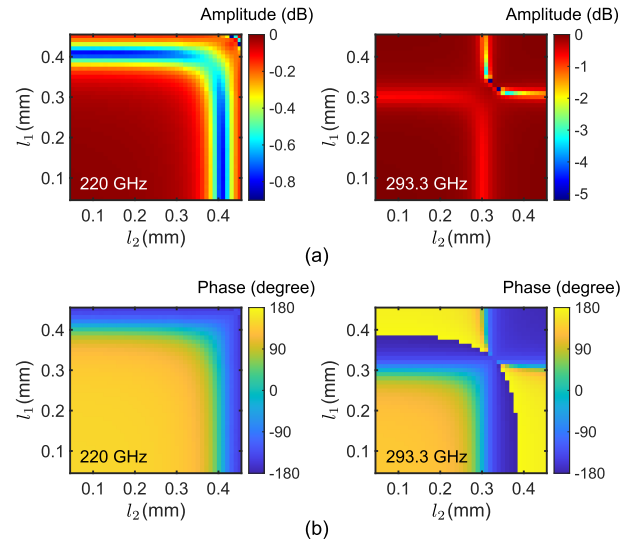 Amplitude (dB)
0.4
0.3
0.2
0.1
l1(mm)
220 GHz
0.1 0.2 0.3 0.4
l2(mm)
0
-0.2
-0.4
-0.6
-0.8
Amplitude (dB)
0.4
0.3
0.2
0.1
l1(mm)
293.3 GHz
0.1 0.2 0.3 0.4
l2(mm)
0
-1
-2
-3
-4
-5
(a)
Phase (degree)
0.4
0.3
0.2
0.1
l1(mm)
220 GHz
0.1 0.2 0.3 0.4
l2(mm)
180
90
0
-90
-180
Phase (degree)
0.4
0.3
0.2
0.1
l1(mm)
293.3 GHz
0.1 0.2 0.3 0.4
l2(mm)
180
90
0
-90
-180
(b)